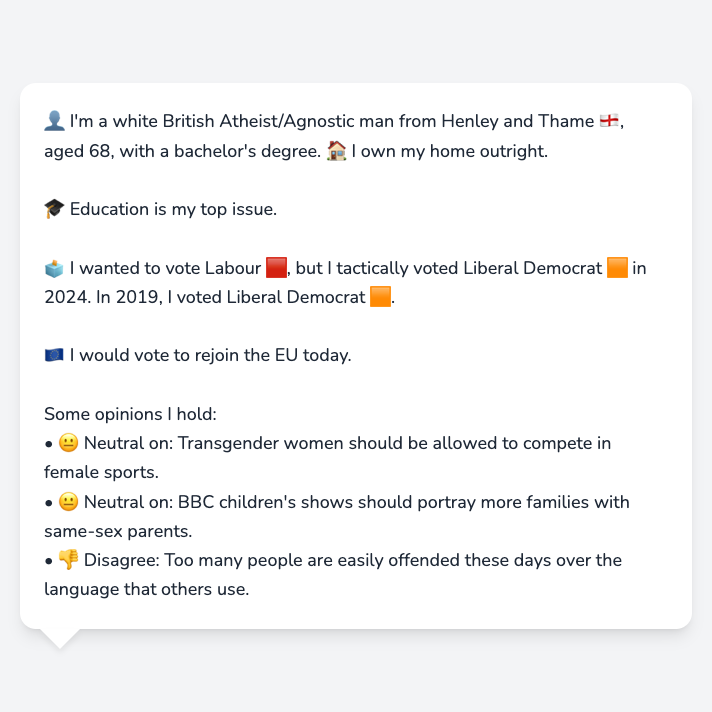 👤 I'm a white British Atheist/Agnostic man from Henley and Thame 🏴󠁧󠁢󠁥󠁮󠁧󠁿,
aged 68, with a bachelor's degree. 🏠 I own my home outright.
🎓 Education is my top issue.
🗳️ I wanted to vote Labour 🟥, but I tactically voted Liberal Democrat 🟧 in
2024. In 2019, I voted Liberal Democrat 🟧.
🇪🇺 I would vote to rejoin the EU today.
Some opinions I hold:
• 😐 Neutral on: Transgender women should be allowed to compete in
female sports.
• 😐 Neutral on: BBC children's shows should portray more families with
same-sex parents.
• 👎 Disagree: Too many people are easily offended these days over the
language that others use.